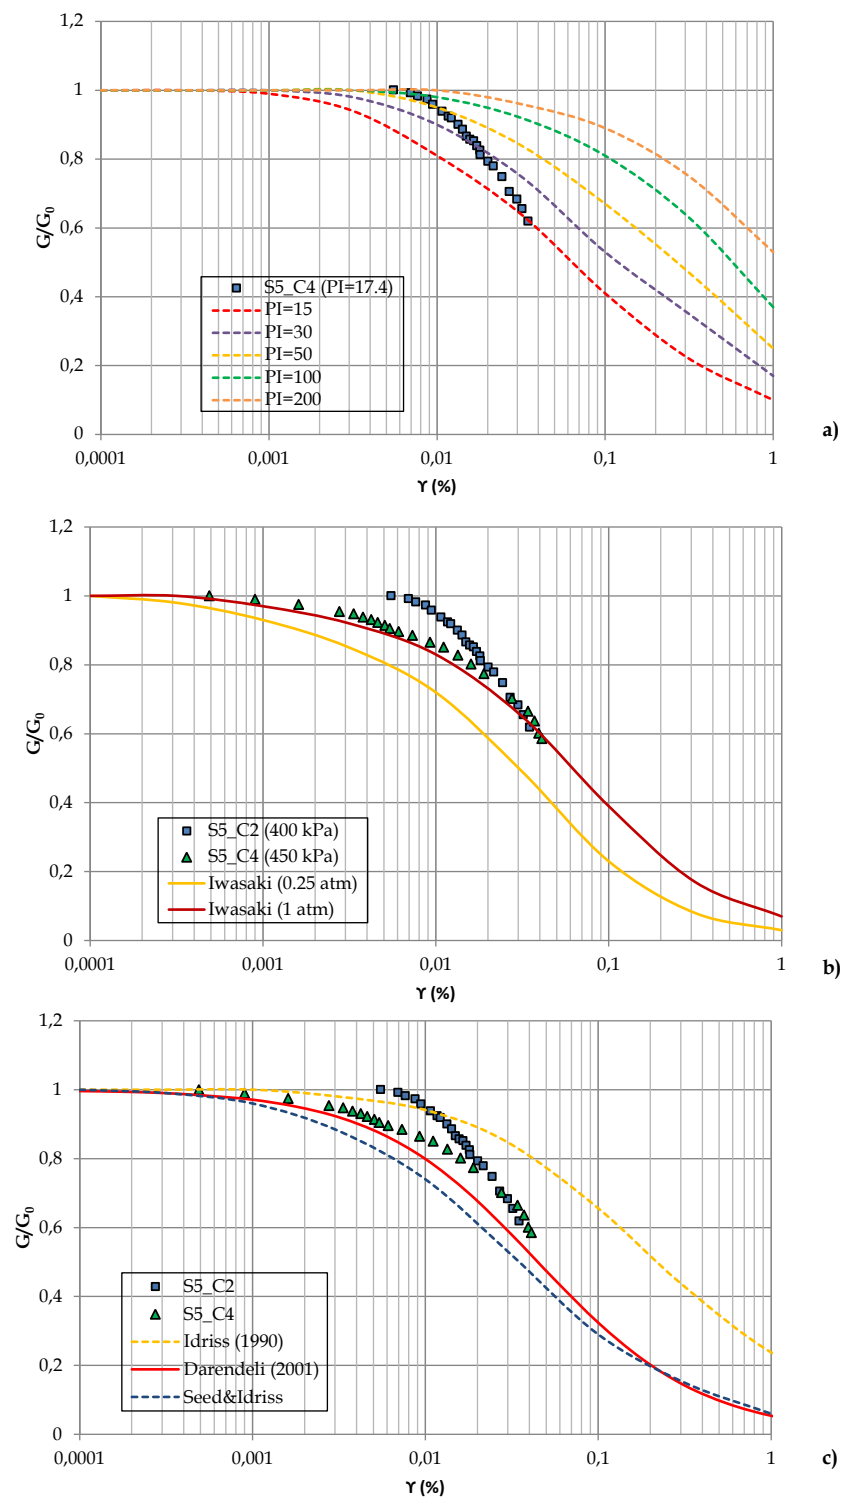 1,2
1
0,8
0,6
0,4
0,2
0
G/G0
S5_C4 (PI=17.4)
PI=15
PI=30
PI=50
PI=100
PI=200
0,0001
0,001
0,01
0,1
1
ϒ (%)
a)
1,2
1
0,8
0,6
0,4
0,2
0
G/G0
S5_C2 (400 kPa)
S5_C4 (450 kPa)
Iwasaki (0.25 atm)
Iwasaki (1 atm)
0,0001
0,001
0,01
0,1
1
ϒ (%)
b)
1,2
1
0,8
0,6
0,4
0,2
0
G/G0
S5_C2
S5_C4
Idriss (1990)
Darendeli (2001)
Seed&Idriss
0,0001
0,001
0,01
0,1
1
ϒ (%)
c)